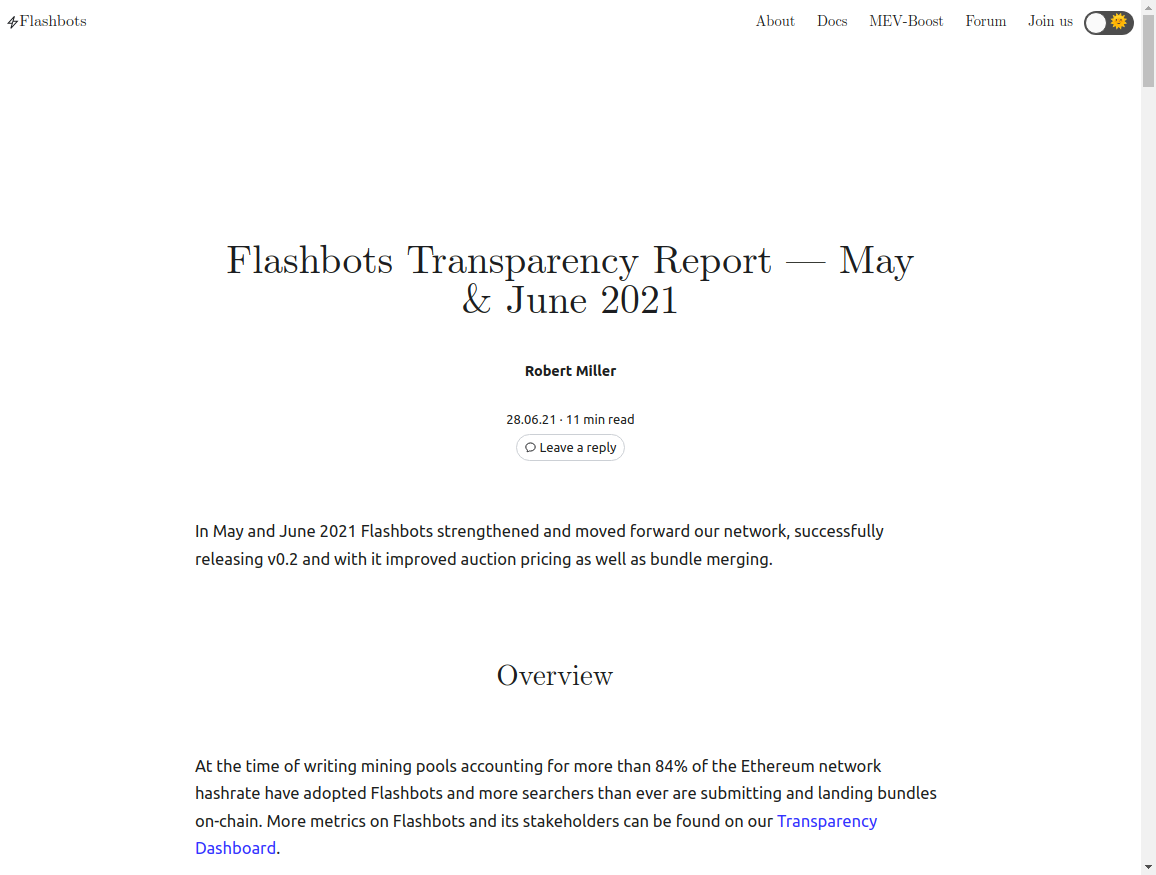 Flashbots
About Docs MEV-Boost Forum Join us
Flashbots Transparency Report — May
& June 2021
Robert Miller
28.06.21 · 11 min read
Leave a reply
In May and June 2021 Flashbots strengthened and moved forward our network, successfully
releasing v0.2 and with it improved auction pricing as well as bundle merging.
Overview
At the time of writing mining pools accounting for more than 84% of the Ethereum network
hashrate have adopted Flashbots and more searchers than ever are submitting and landing bundles
on-chain. More metrics on Flashbots and its stakeholders can be found on our Transparency
Dashboard.